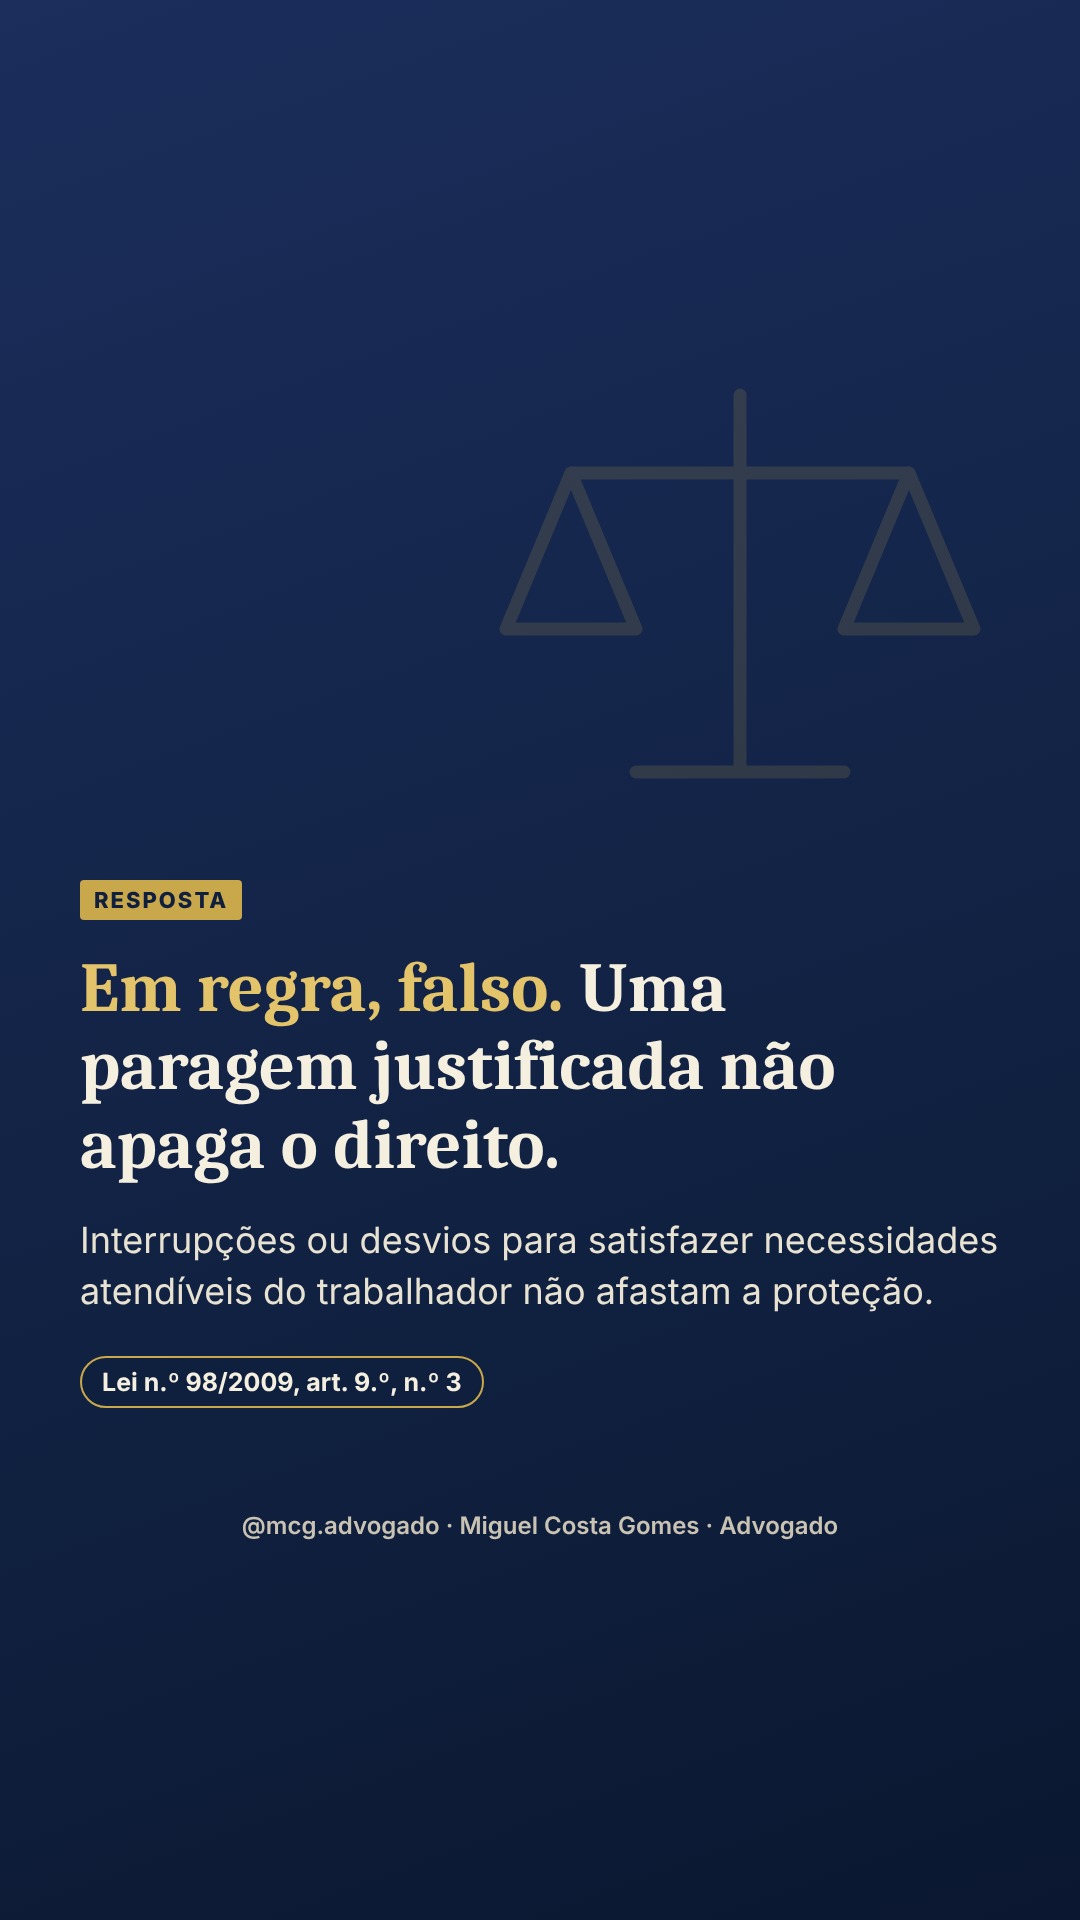 RESPOSTA
Em regra, falso. Uma
paragem justificada não
apaga o direito.
Interrupções ou desvios para satisfazer necessidades
atendíveis do trabalhador não afastam a proteção.
Lei n.º 98/2009, art. 9.º, n.º 3
@mcg.advogado · Miguel Costa Gomes · Advogado